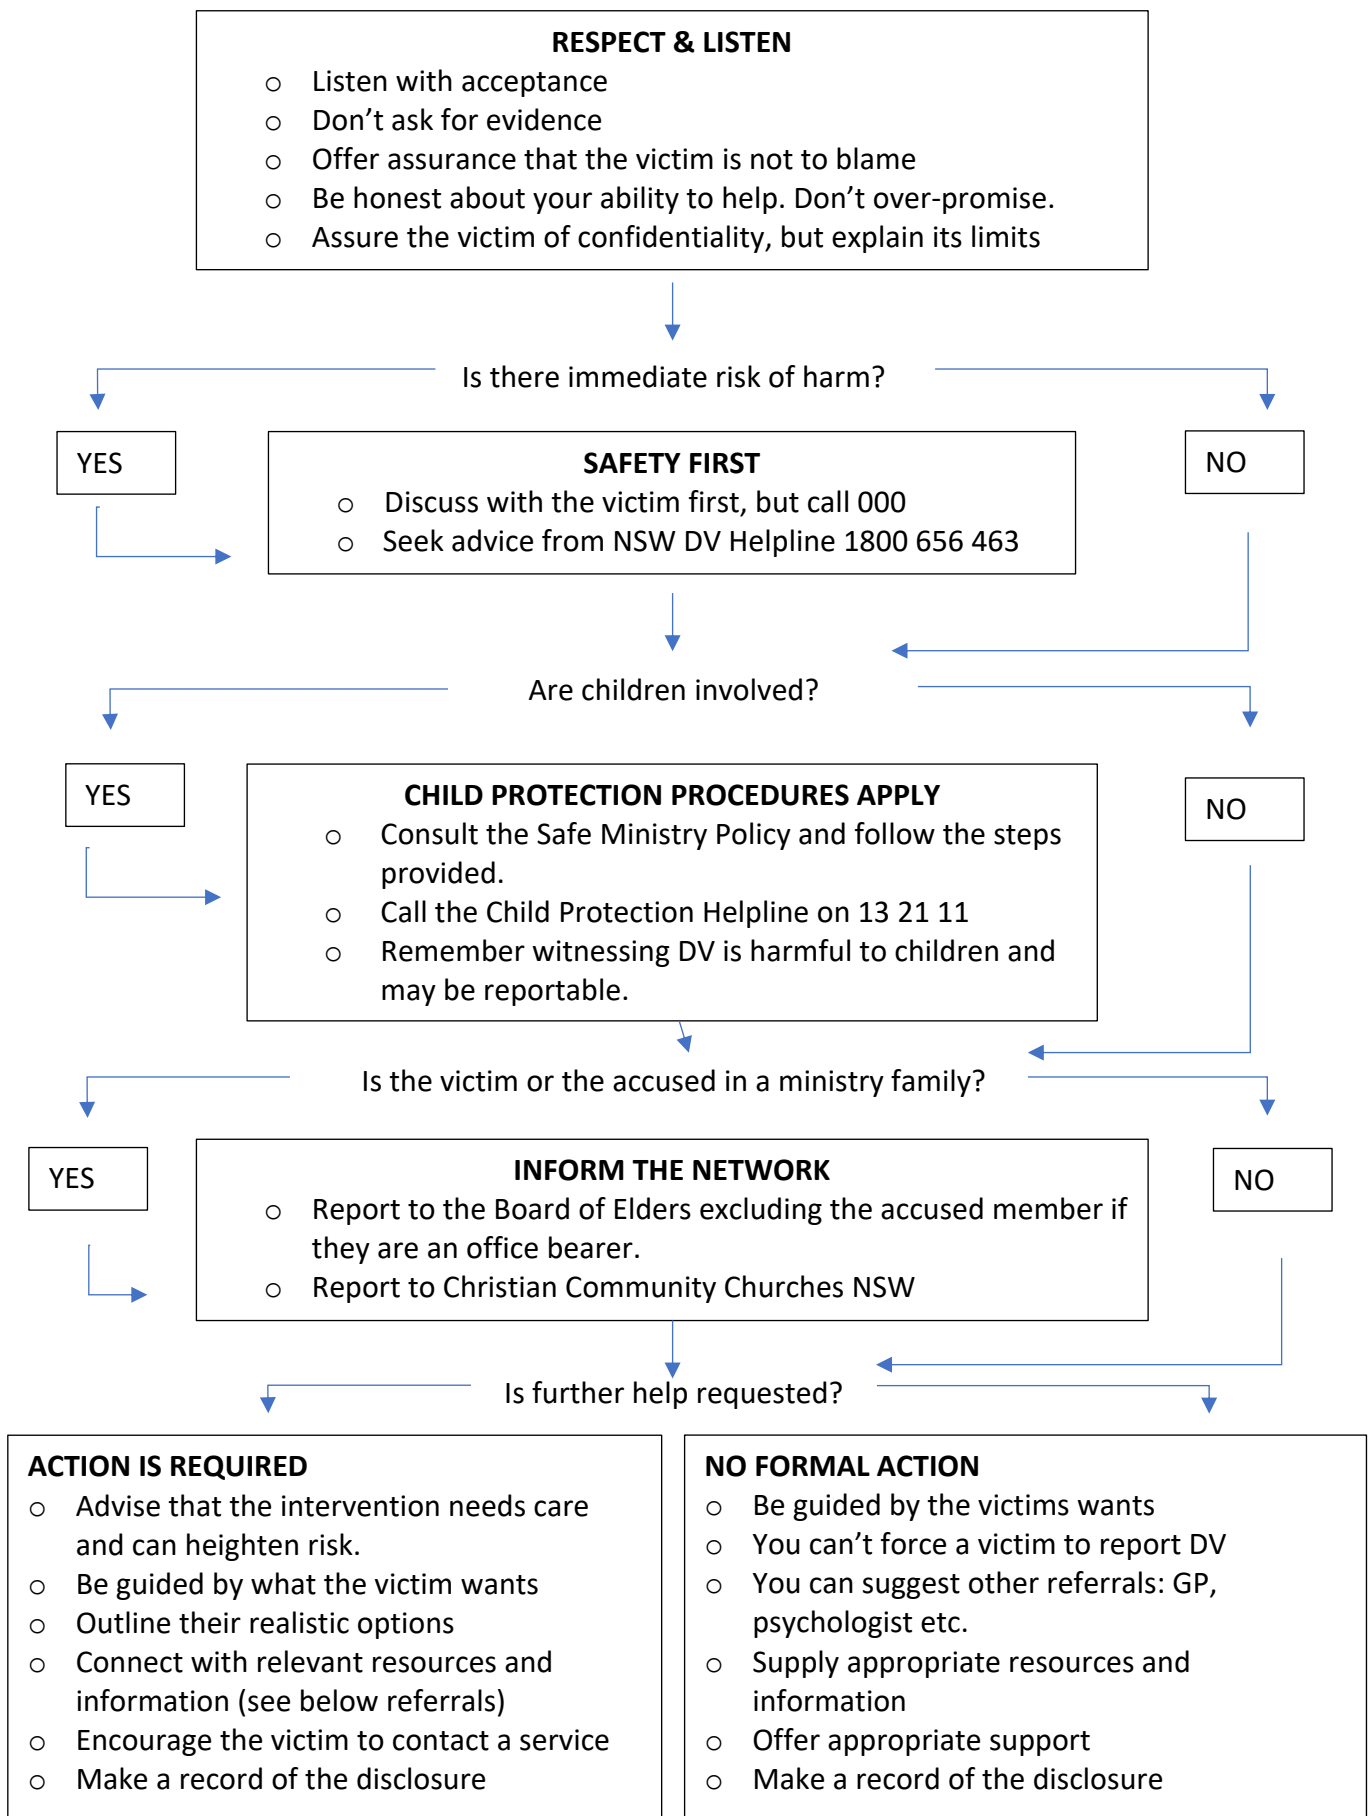 RESPECT & LISTEN
o Listen with acceptance
o Don’t ask for evidence
o Offer assurance that the victim is not to blame
o Be honest about your ability to help. Don’t over-promise.
o Assure the victim of confidentiality, but explain its limits
Is there immediate risk of harm?
YES
SAFETY FIRST
o Discuss with the victim first, but call 000
o Seek advice from NSW DV Helpline 1800 656 463
NO
Are children involved?
YES
CHILD PROTECTION PROCEDURES APPLY
o Consult the Safe Ministry Policy and follow the steps
provided.
o Call the Child Protection Helpline on 13 21 11
o Remember witnessing DV is harmful to children and
may be reportable.
NO
Is the victim or the accused in a ministry family?
YES
INFORM THE NETWORK
o Report to the Board of Elders excluding the accused member if
they are an office bearer.
o Report to Christian Community Churches NSW
NO
Is further help requested?
ACTION IS REQUIRED
o Advise that the intervention needs care
and can heighten risk.
o Be guided by what the victim wants
o Outline their realistic options
o Connect with relevant resources and
information (see below referrals)
o Encourage the victim to contact a service
o Make a record of the disclosure
NO FORMAL ACTION
o Be guided by the victims wants
o You can’t force a victim to report DV
o You can suggest other referrals: GP,
psychologist etc.
o Supply appropriate resources and
information
o Offer appropriate support
o Make a record of the disclosure